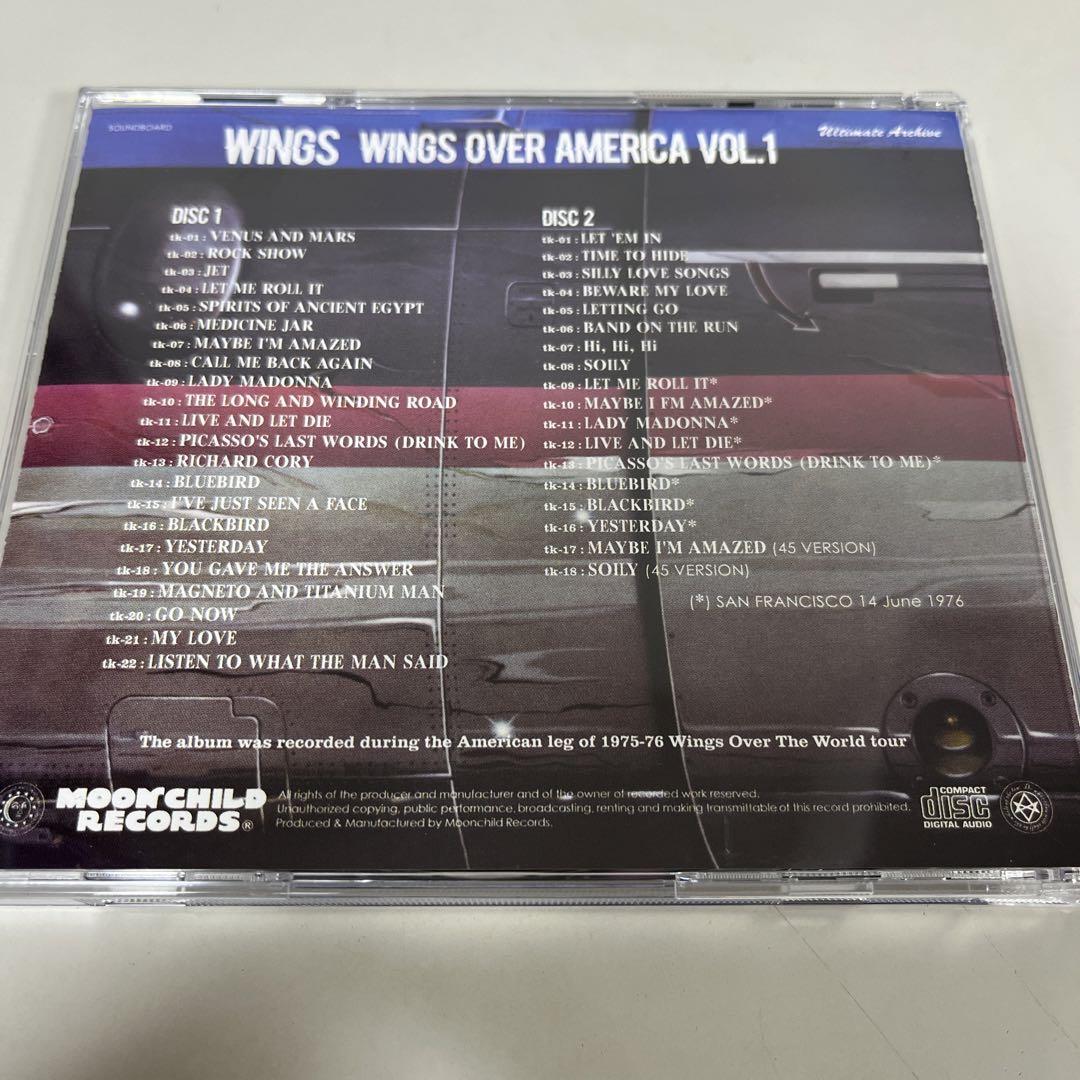 SOUNDBOARD
WINGS WINGS OVER AMERICA VOL.1
Ultimate Archive
DISC 1
tk-01 : VENUS AND MARS
tk-02 : ROCK SHOW
tk-03 : JET
tk-04 : LET ME ROLL IT
tk-05 : SPIRITS OF ANCIENT EGYPT
tk-06 : MEDICINE JAR
tk-07 : MAYBE I'M AMAZED
tk-08 : CALL ME BACK AGAIN
tk-09 : LADY MADONNA
tk-10 : THE LONG AND WINDING ROAD
tk-11 : LIVE AND LET DIE
tk-12 : PICASSO'S LAST WORDS (DRINK TO ME)
tk-13 : RICHARD CORY
tk-14 : BLUEBIRD
tk-15 : I'VE JUST SEEN A FACE
tk-16 : BLACKBIRD
tk-17 : YESTERDAY
tk-18 : YOU GAVE ME THE ANSWER
tk-19 : MAGNETO AND TITANIUM MAN
tk-20 : GO NOW
tk-21 : MY LOVE
tk-22 : LISTEN TO WHAT THE MAN SAID
DISC 2
tk-01 : LET 'EM IN
tk-02 : TIME TO HIDE
tk-03 : SILLY LOVE SONGS
tk-04 : BEWARE MY LOVE
tk-05 : LETTING GO
tk-06 : BAND ON THE RUN
tk-07 : Hi, Hi, Hi
tk-08 : SOILY
tk-09 : LET ME ROLL IT*
tk-10 : MAYBE I FM AMAZED*
tk-11 : LADY MADONNA*
tk-12 : LIVE AND LET DIE*
tk-13 : PICASSO'S LAST WORDS (DRINK TO ME)*
tk-14 : BLUEBIRD*
tk-15 : BLACKBIRD*
tk-16 : YESTERDAY*
tk-17 : MAYBE I'M AMAZED (45 VERSION)
tk-18 : SOILY (45 VERSION)
(*) SAN FRANCISCO 14 June 1976
The album was recorded during the American leg of 1975-76 Wings Over The World tour
MOONCHILD
RECORDS®
All rights of the producer and manufacturer and of the owner of recorded work reserved.
Unauthorized copying, public performance, broadcasting, renting and making transmittable of this record prohibited.
Produced & Manufactured by Moonchild Records.
COMPACT
disc
DIGITAL AUDIO